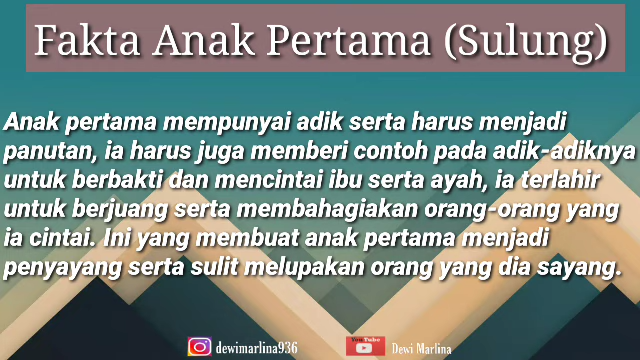 Fakta Anak Pertama (Sulung)
Anak pertama mempunyai adik serta harus menjadi
panutan, ia harus juga memberi contoh pada adik-adiknya
untuk berbakti dan mencintai ibu serta ayah, ia terlahir
untuk berjuang serta membahagiakan orang-orang yang
ia cintai. Ini yang membuat anak pertama menjadi
penyayang serta sulit melupakan orang yang dia sayang.
dewimarlina936
YouTube
Dewi Marlina